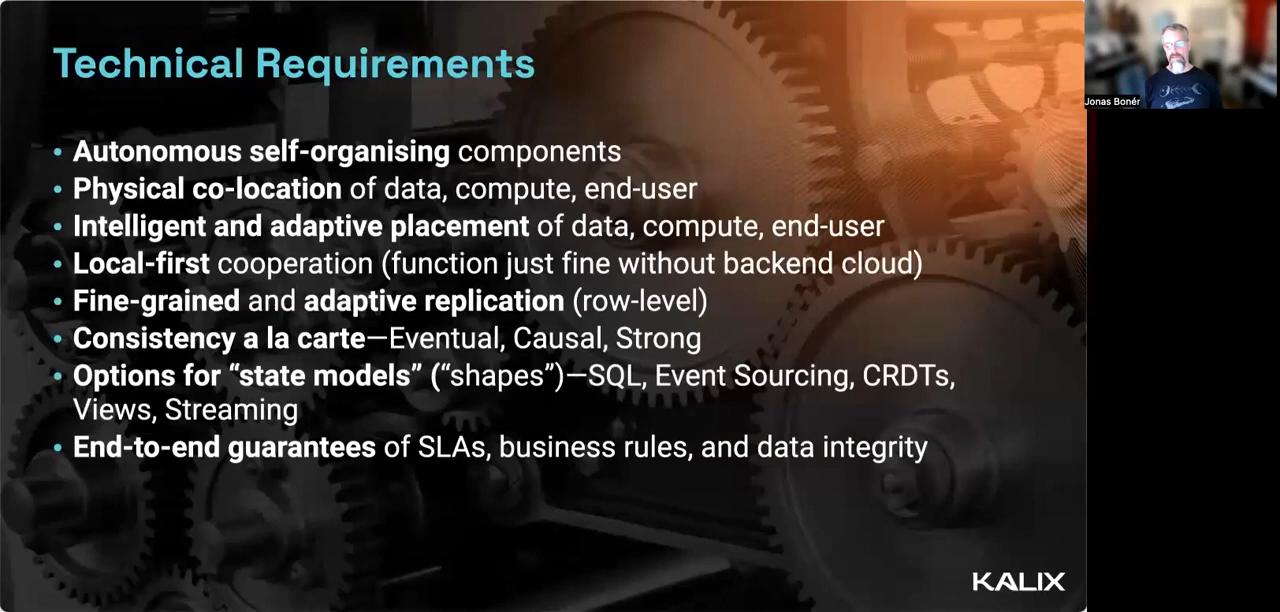 Technical Requirements
• Autonomous self-organising components
• Physical co-location of data, compute, end-user
• Intelligent and adaptive placement of data, compute, end-user
• Local-first cooperation (function just fine without backend cloud)
• Fine-grained and adaptive replication (row-level)
• Consistency a la carte—Eventual, Causal, Strong
• Options for “state models” (“shapes”)—SQL, Event Sourcing, CRDTs,
Views, Streaming
• End-to-end guarantees of SLAs, business rules, and data integrity
KALIX
Jonas Bonér